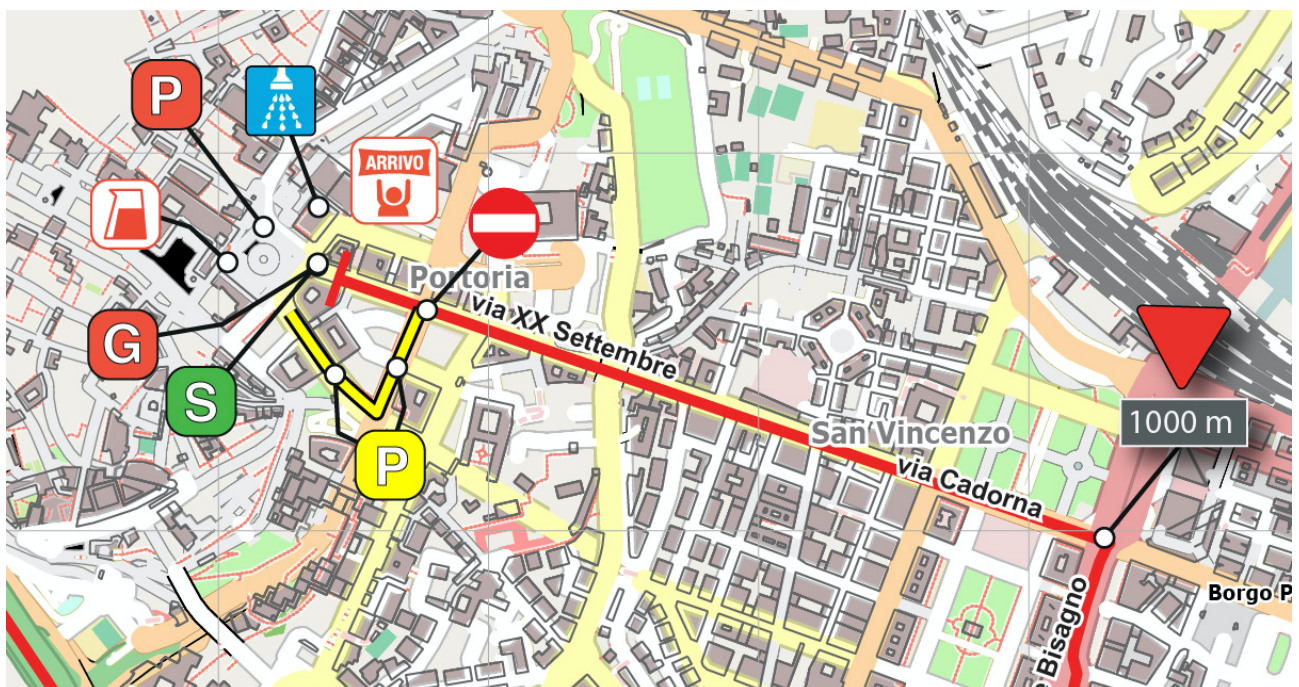 P
ARRIVO
Portoria
via XX Settembre
G
S
P
1000 m
San Vincenzo
via Cadorna
Borgo P
e Bisagno